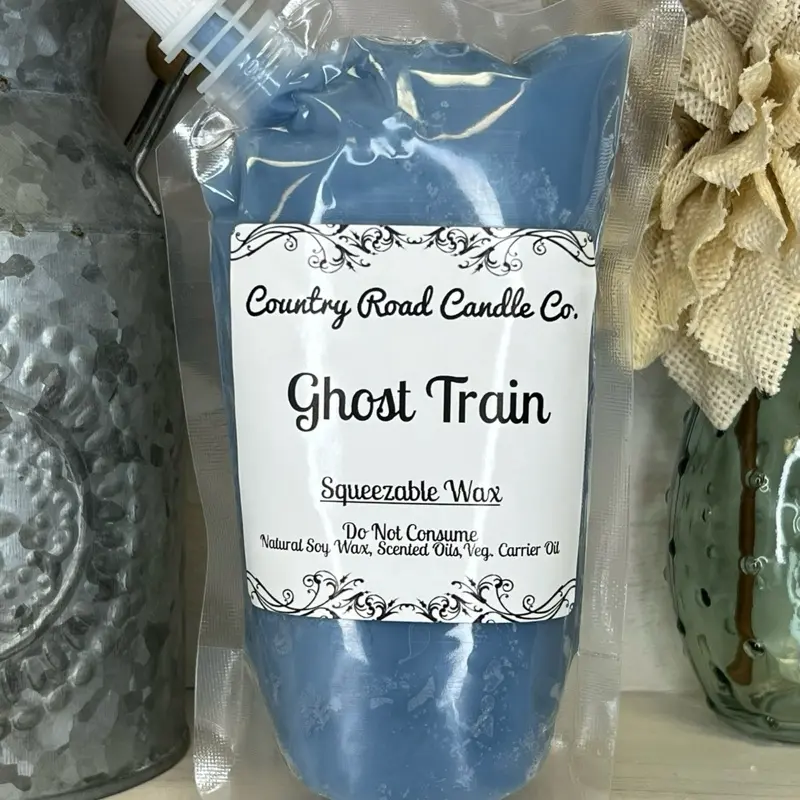 Country Road Candle Co.
Ghost Train
Squeezable Wax
Do Not Consume
Natural Soy Wax, Scented Oils, Veg. Carrier Oil